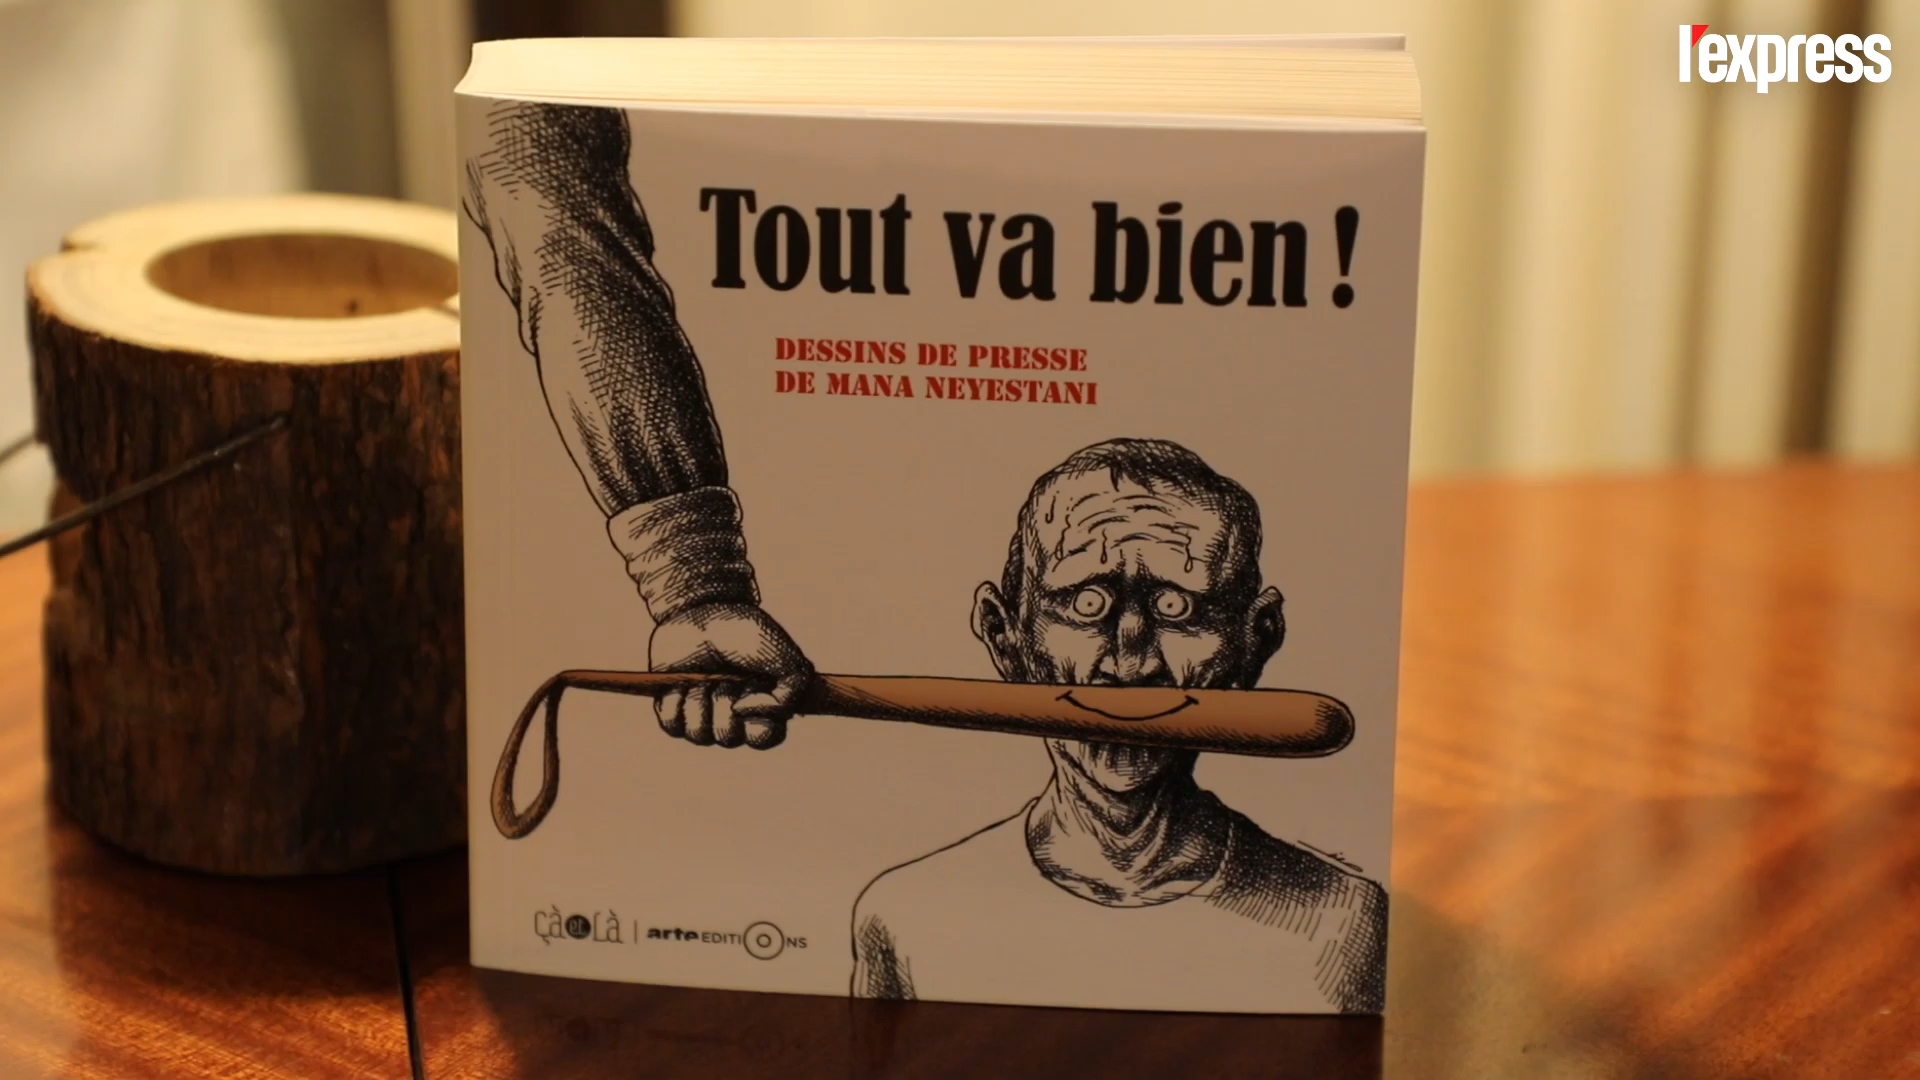 l'express
Tout va bien !
DESSINS DE PRESSE
DE MANA NEYESTANI
çà et là | arte EDITIONS